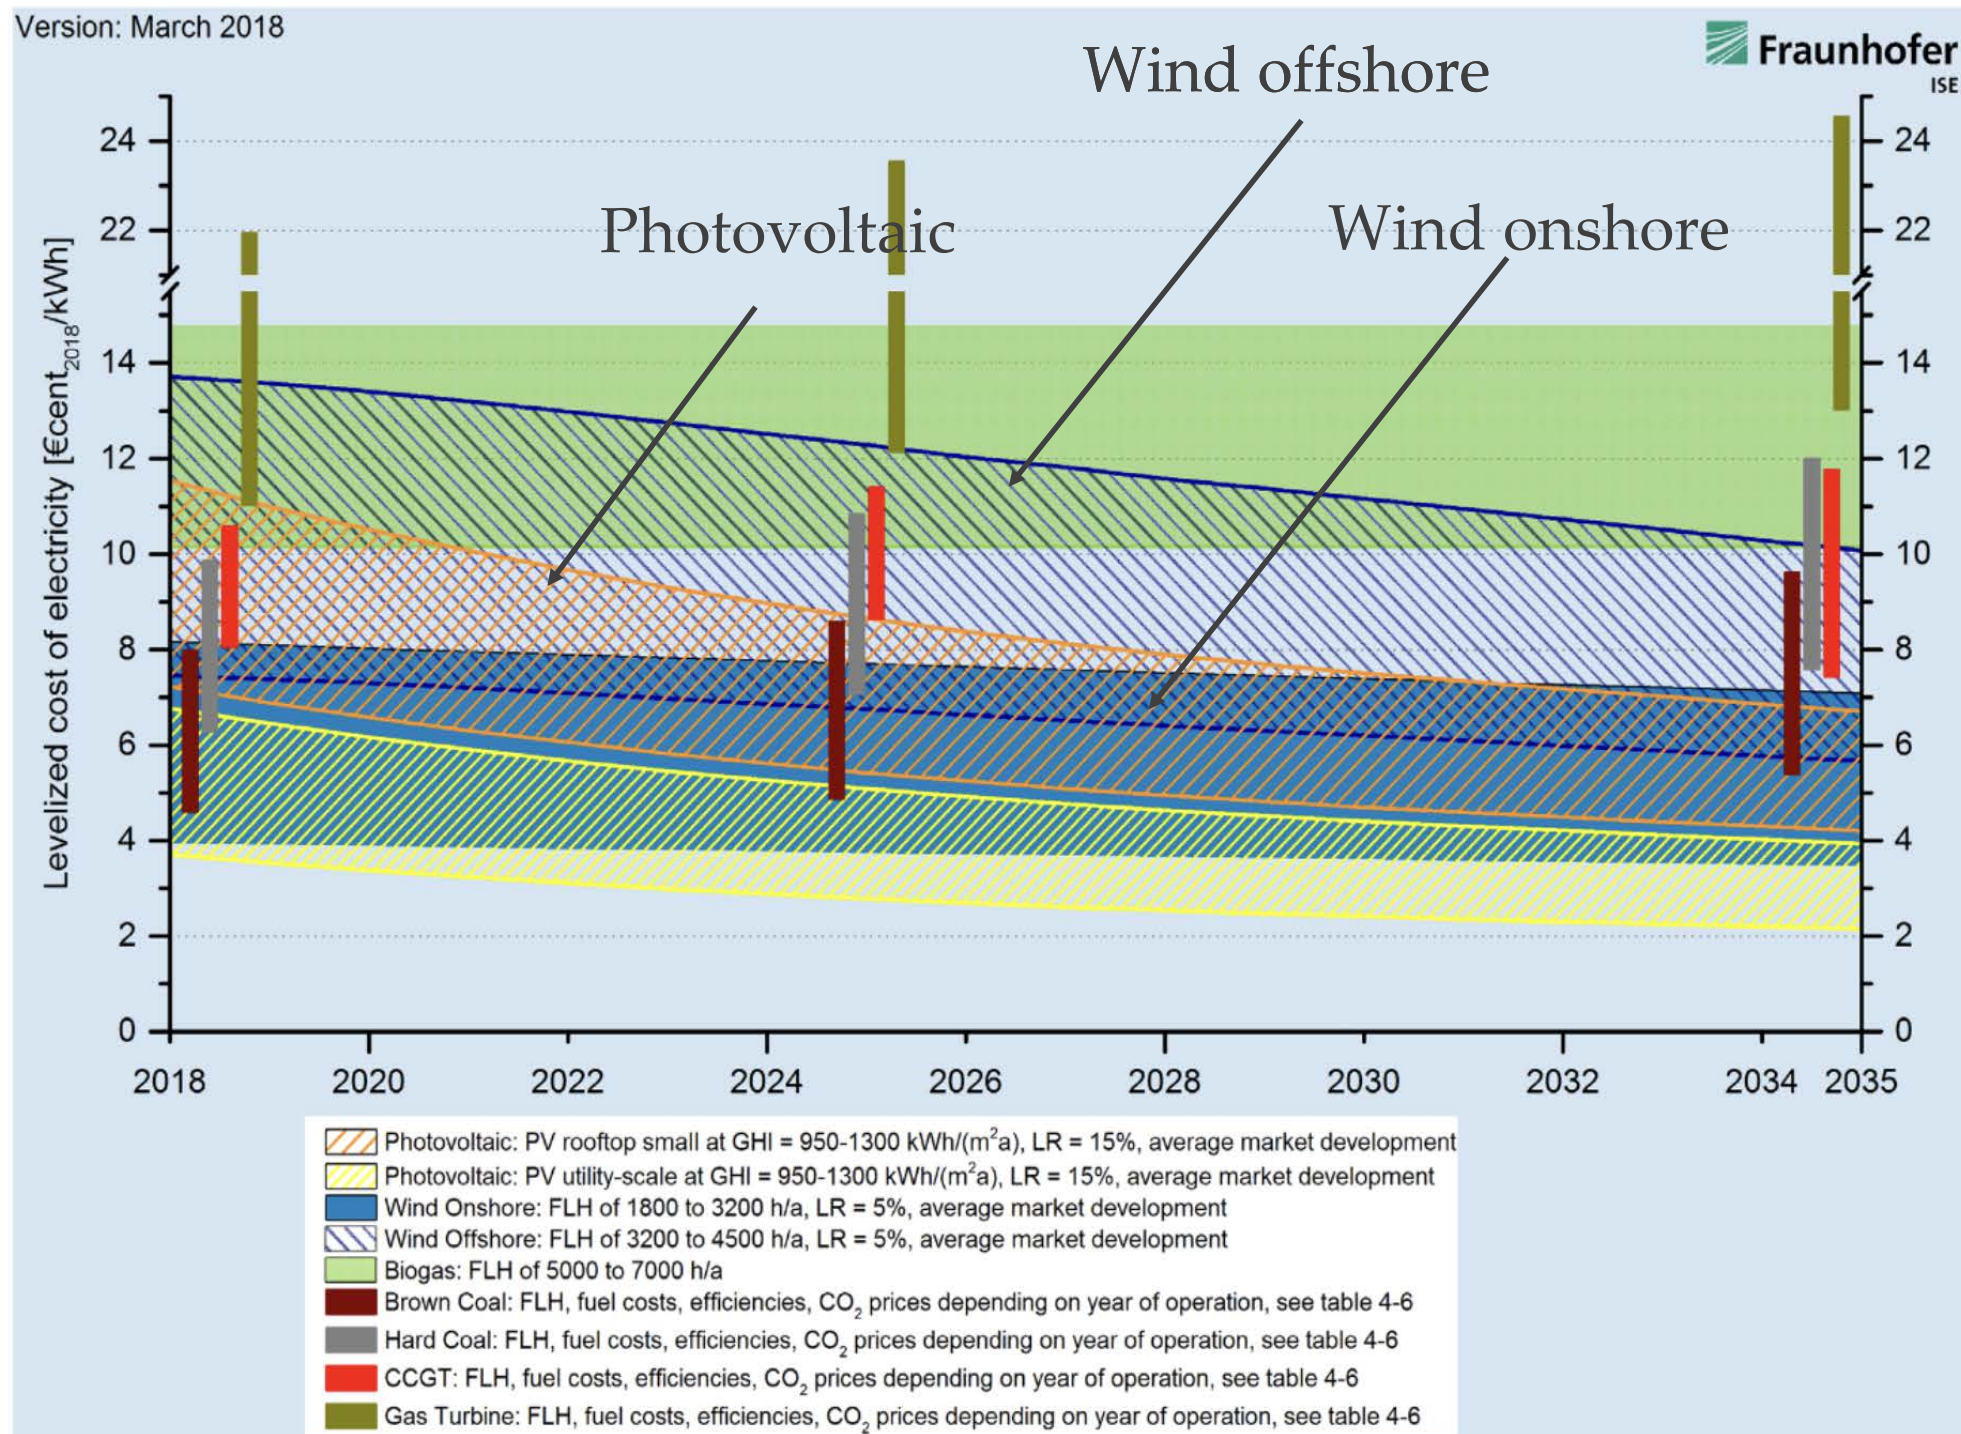 Version: March 2018
Fraunhofer
ISE
Wind offshore
Photovoltaic
Wind onshore
Levelized cost of electricity [€cent2018/kWh]
24
22
14
12
10
8
6
4
2
0
24
22
14
12
10
8
6
4
2
0
2018 2020 2022 2024 2026 2028 2030 2032 2034 2035
Photovoltaic: PV rooftop small at GHI = 950-1300 kWh/(m²a), LR = 15%, average market development
Photovoltaic: PV utility-scale at GHI = 950-1300 kWh/(m²a), LR = 15%, average market development
Wind Onshore: FLH of 1800 to 3200 h/a, LR = 5%, average market development
Wind Offshore: FLH of 3200 to 4500 h/a, LR = 5%, average market development
Biogas: FLH of 5000 to 7000 h/a
Brown Coal: FLH, fuel costs, efficiencies, CO₂ prices depending on year of operation, see table 4-6
Hard Coal: FLH, fuel costs, efficiencies, CO₂ prices depending on year of operation, see table 4-6
CCGT: FLH, fuel costs, efficiencies, CO₂ prices depending on year of operation, see table 4-6
Gas Turbine: FLH, fuel costs, efficiencies, CO₂ prices depending on year of operation, see table 4-6